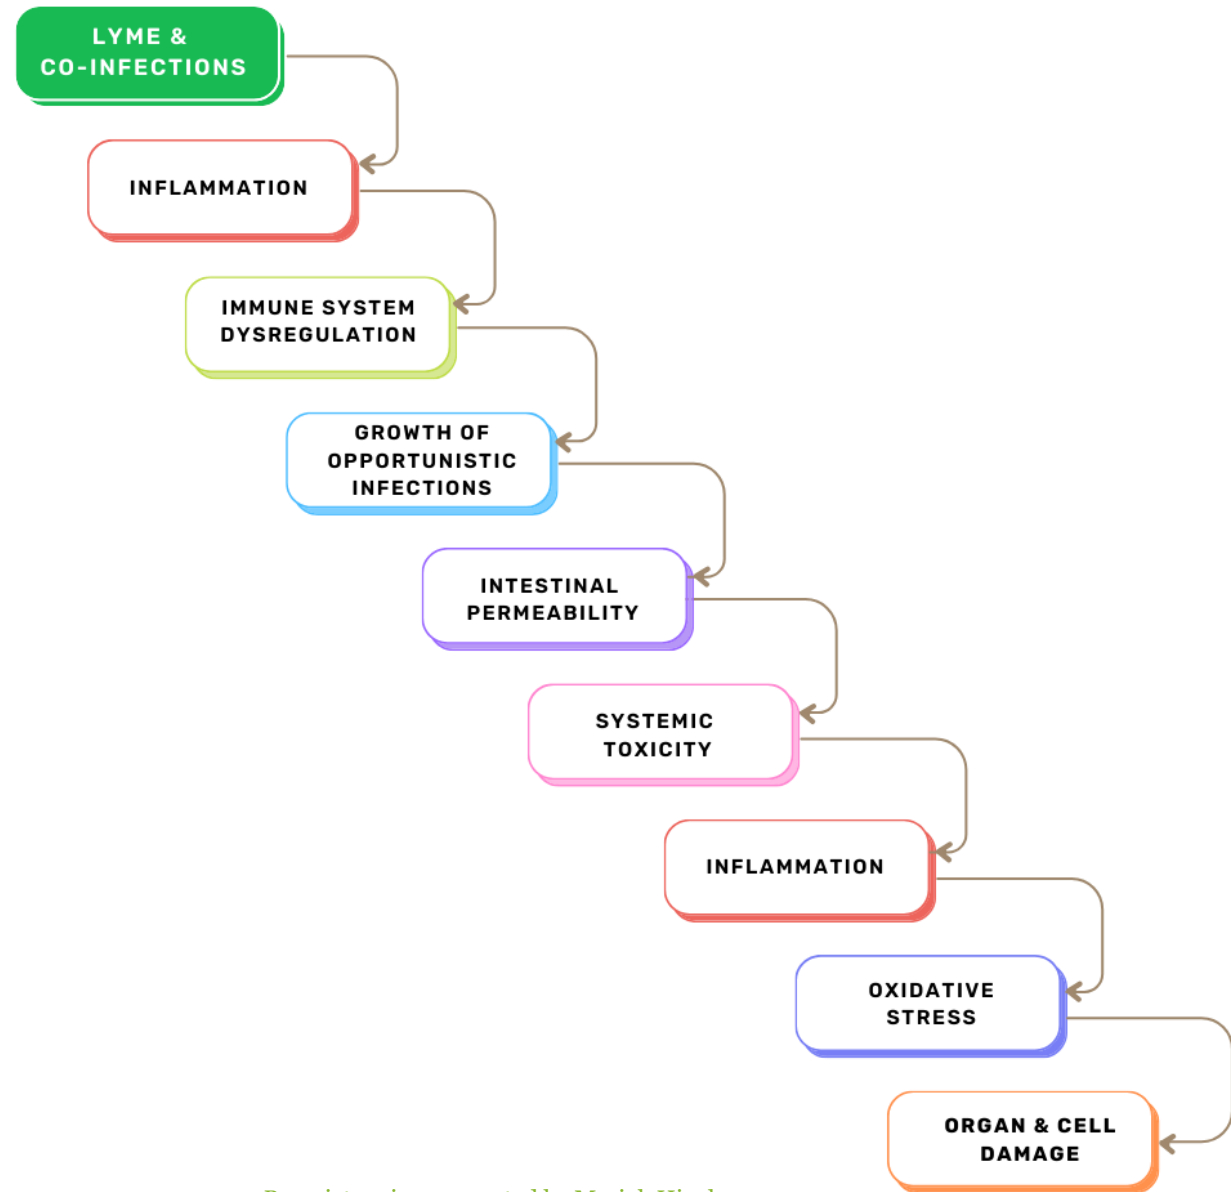 LYME &
CO-INFECTIONS
INFLAMMATION
IMMUNE SYSTEM
DYSREGULATION
GROWTH OF
OPPORTUNISTIC
INFECTIONS
INTESTINAL
PERMEABILITY
SYSTEMIC
TOXICITY
INFLAMMATION
OXIDATIVE
STRESS
ORGAN & CELL
DAMAGE